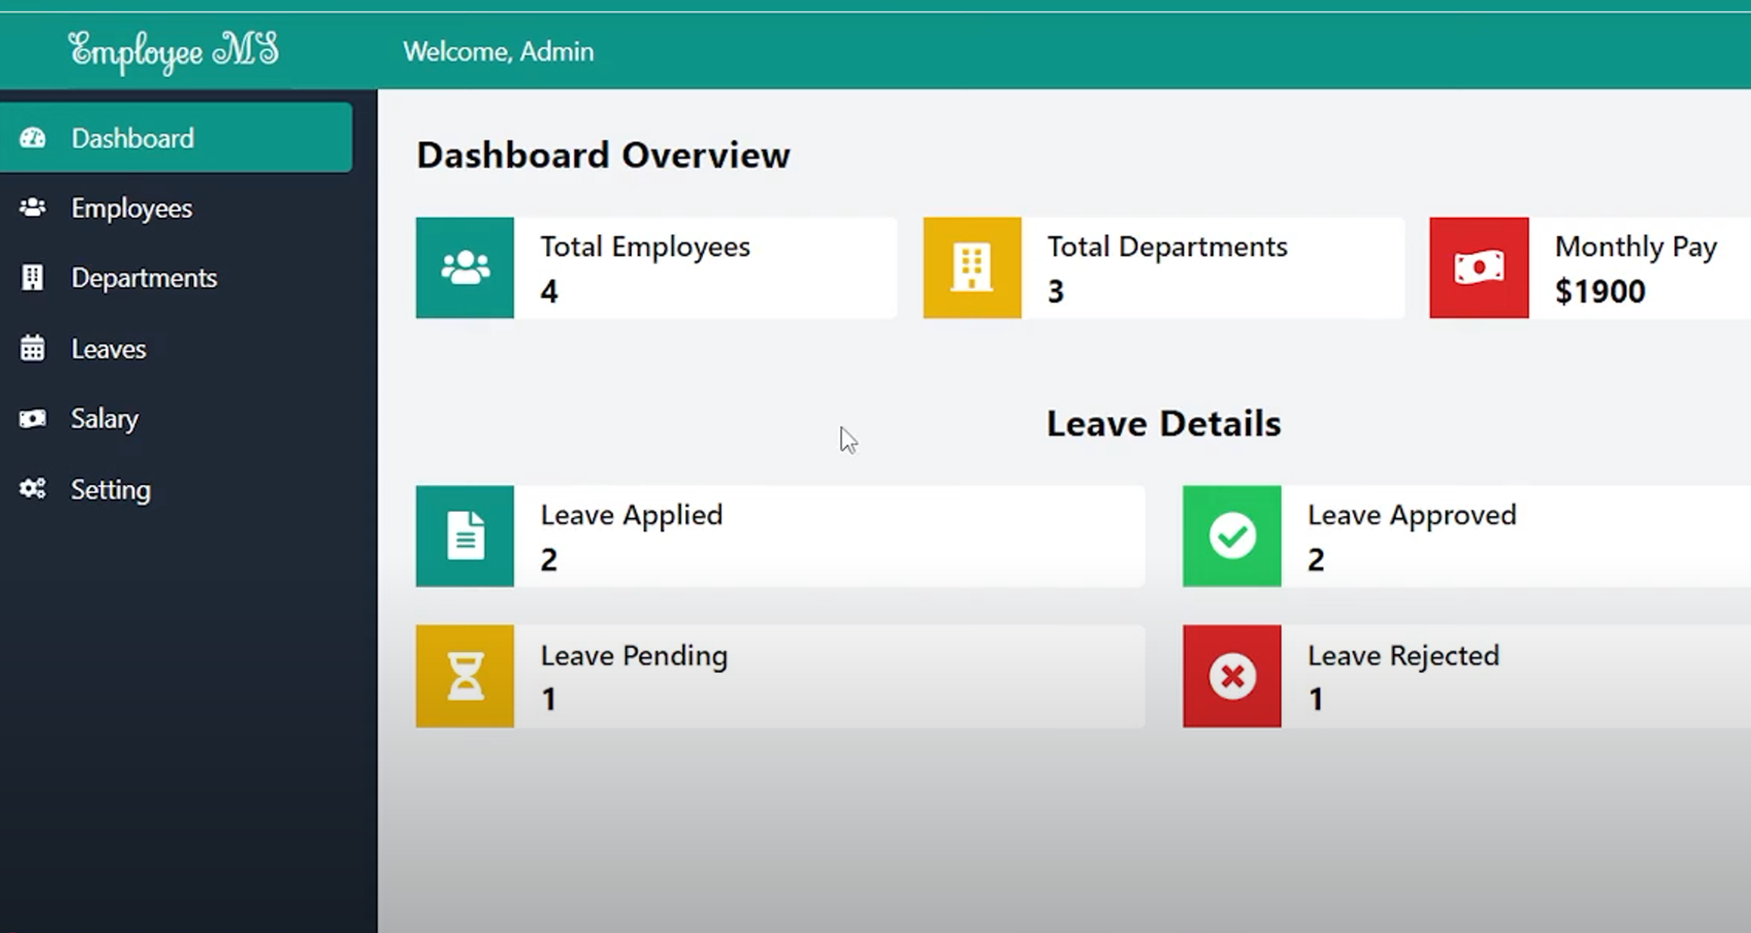 Employee MS
Welcome, Admin
Dashboard
Employees
Departments
Leaves
Salary
Setting
Dashboard Overview
Total Employees
4
Total Departments
3
Monthly Pay
$1900
Leave Details
Leave Applied
2
Leave Approved
2
Leave Pending
1
Leave Rejected
1